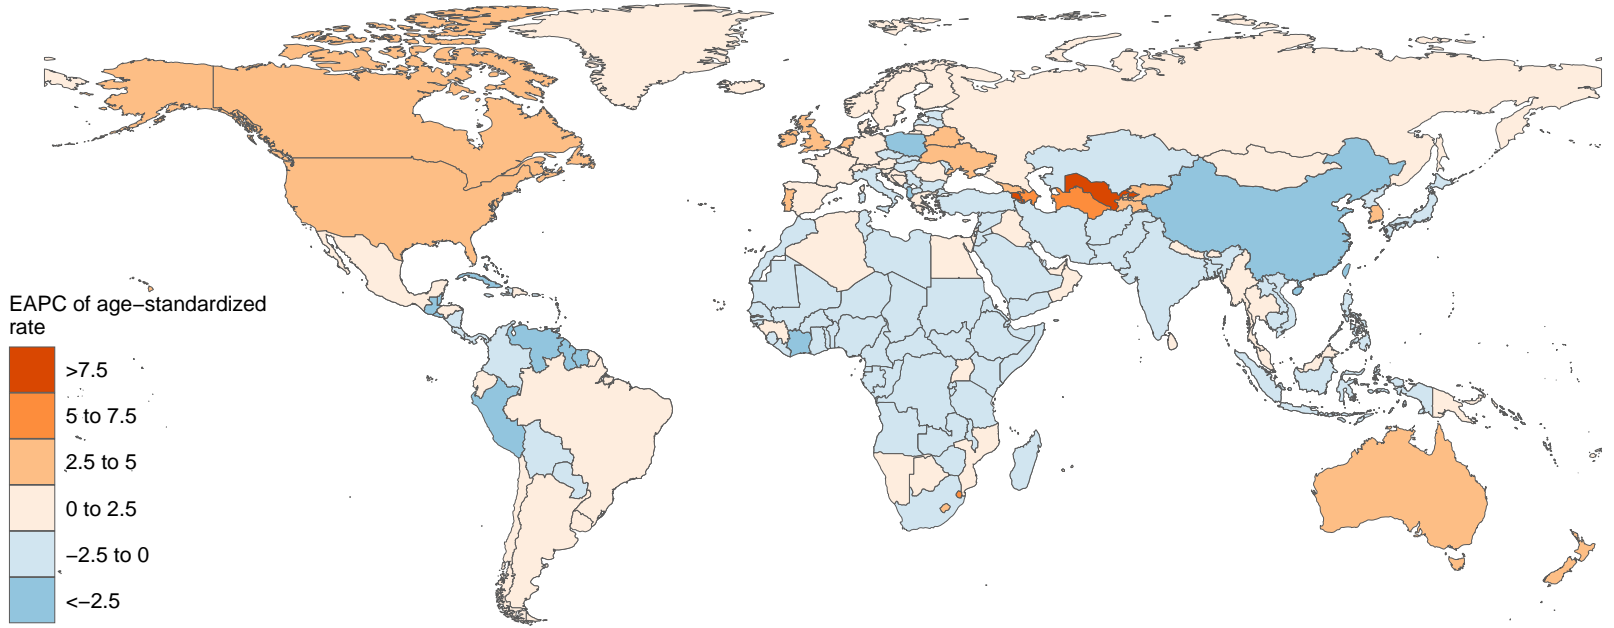 EAPC of age−standardized
rate
>7.5
5 to 7.5
2.5 to 5
0 to 2.5
−2.5 to 0
<−2.5